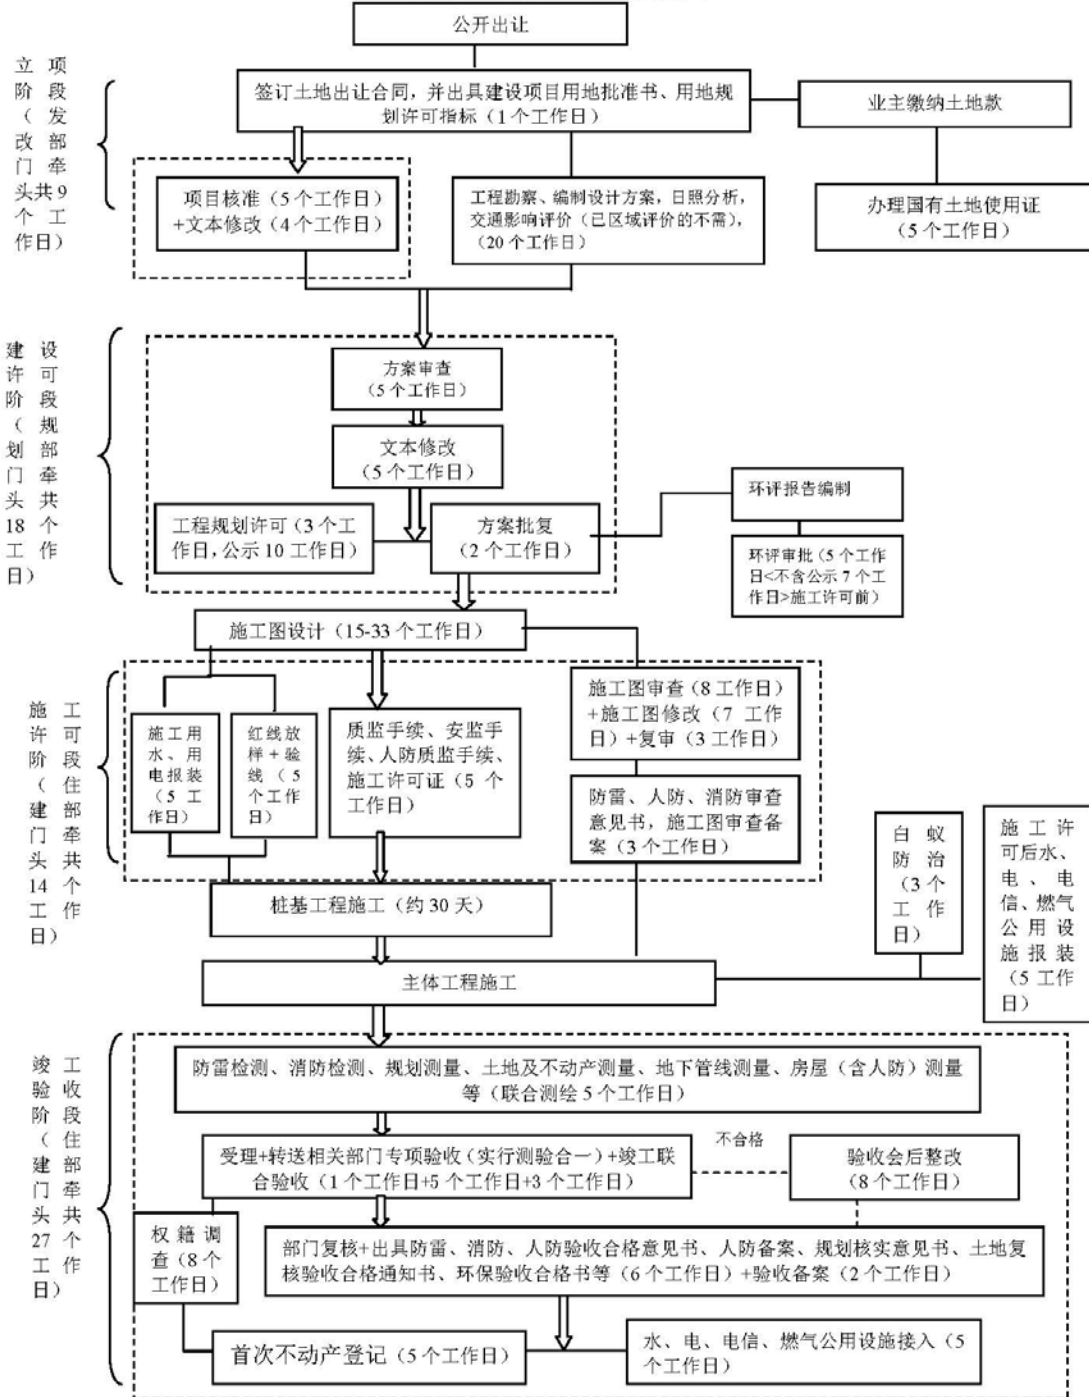 公开出让
立 项
阶 段
（ 发
改 部
门 牵
头共9
个 工
作日）
签订土地出让合同，并出具建设项目用地批准书、用地规
划许可指标（1个工作日）
业主缴纳土地款
项目核准（5个工作日）
+文本修改（4个工作日）
工程勘察、编制设计方案，日照分析，
交通影响评价（已区域评价的不需），
（20个工作日）
办理国有土地使用证
（5个工作日）
建 设
许 可
阶 段
（ 规
划 部
门 牵
头 共
18 个
工 作
日）
方案审查
（5个工作日）
文本修改
（5个工作日）
工程规划许可（3个工
作日,公示10工作日）
方案批复
（2个工作日）
环评报告编制
环评审批（5个工作
日<不含公示7个工
作日>施工许可前）
施工图设计（15-33个工作日）
施 工
许 可
阶 段
（ 住
建 部
门 牵
头 共
14 个
工 作
日）
施工用
水、用
电报装
（5 工
作日）
红线放
样＋验
线（ 5
个工作
日）
质监手续、安监手
续、人防质监手续、
施工许可证（5 个
工作日）
施工图审查（8工作日）
+施工图修改（7 工作
日）+复审（3工作日）
防雷、人防、消防审查
意见书，施工图审查备
案（3个工作日）
白 蚁
防 治
（3 个
工 作
日）
施 工 许
可后水、
电 、 电
信、燃气
公 用 设
施 报 装
（5工作
日）
桩基工程施工（约30天）
主体工程施工
竣 工
验 收
阶 段
（ 住
建 部
门 牵
头 共
27 个
工 作
日）
防雷检测、消防检测、规划测量、土地及不动产测量、地下管线测量、房屋（含人防）测量
等（联合测绘5个工作日）
受理+转送相关部门专项验收（实行测验合一）+竣工联
合验收（1个工作日+5个工作日+3个工作日）
不合格
验收会后整改
（8个工作日）
权 籍 调
查（8个
工作日）
部门复核+出具防雷、消防、人防验收合格意见书、人防备案、规划核实意见书、土地复
核验收合格通知书、环保验收合格书等（6个工作日）+验收备案（2个工作日）
首次不动产登记（5个工作日）
水、电、电信、燃气公用设施接入（5
个工作日）